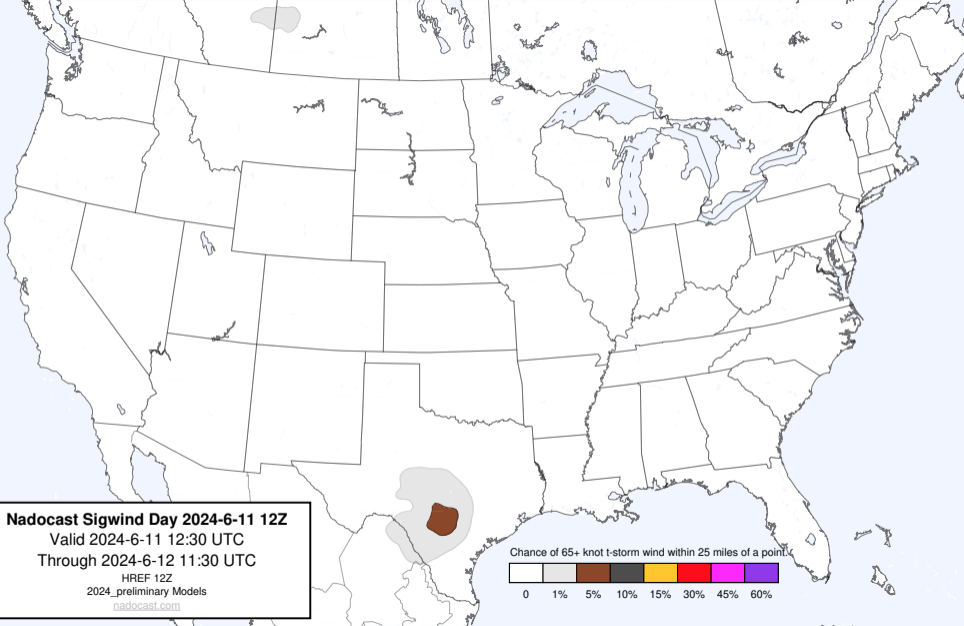 Nadocast Sigwind Day 2024-6-11 12Z
Valid 2024-6-11 12:30 UTC
Through 2024-6-12 11:30 UTC
HREF 12Z
2024_preliminary Models
nadocast.com
Chance of 65+ knot t-storm wind within 25 miles of a point.
0 1% 5% 10% 15% 30% 45% 60%